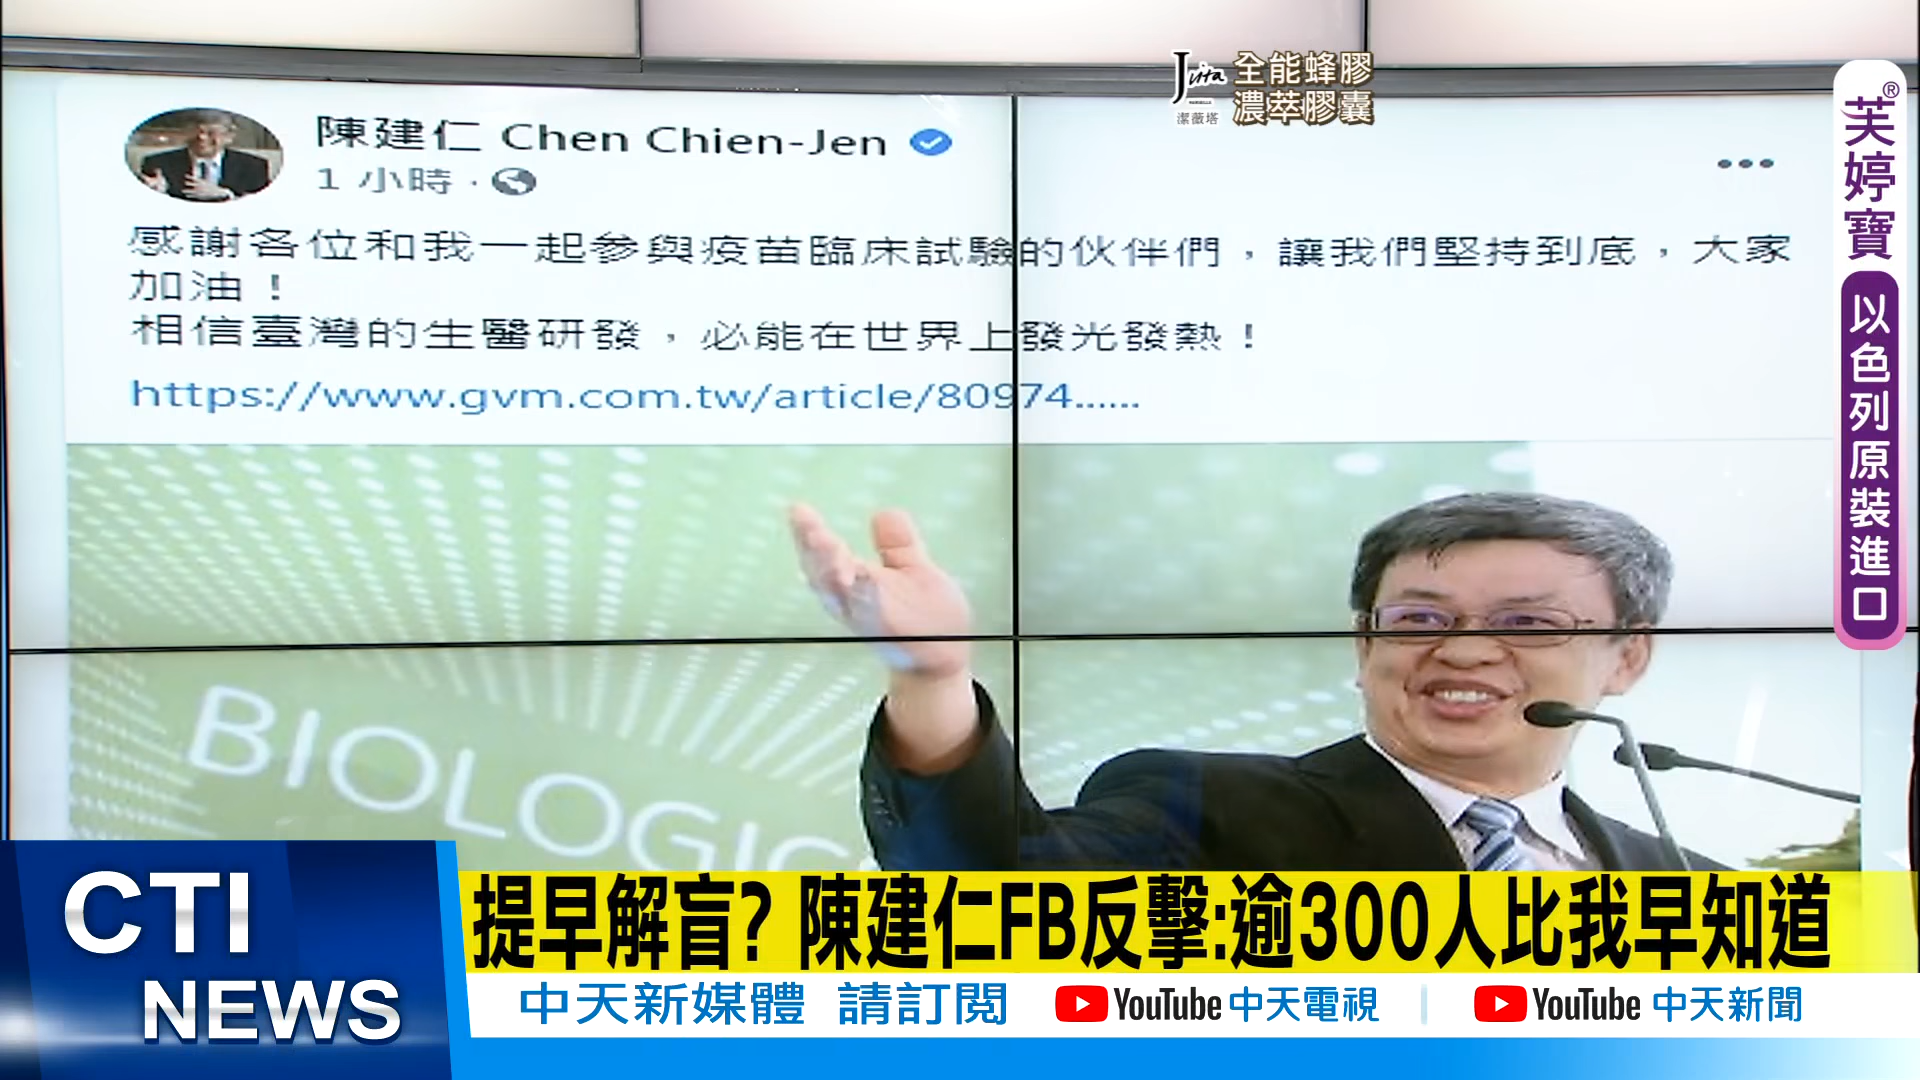 Jvita
潔薇塔
全能蜂膠
濃萃膠囊
芙婷寶®
以色列原裝進口
陳建仁 Chen Chien-Jen
1 小時 ·
感謝各位和我一起參與疫苗臨床試驗的伙伴們，讓我們堅持到底，大家
加油！
相信臺灣的生醫研發，必能在世界上發光發熱！
https://www.gvm.com.tw/article/80974......
BIOLOGIC
CTI
NEWS
提早解盲? 陳建仁FB反擊:逾300人比我早知道
中天新媒體 請訂閱 YouTube 中天電視 | YouTube 中天新聞